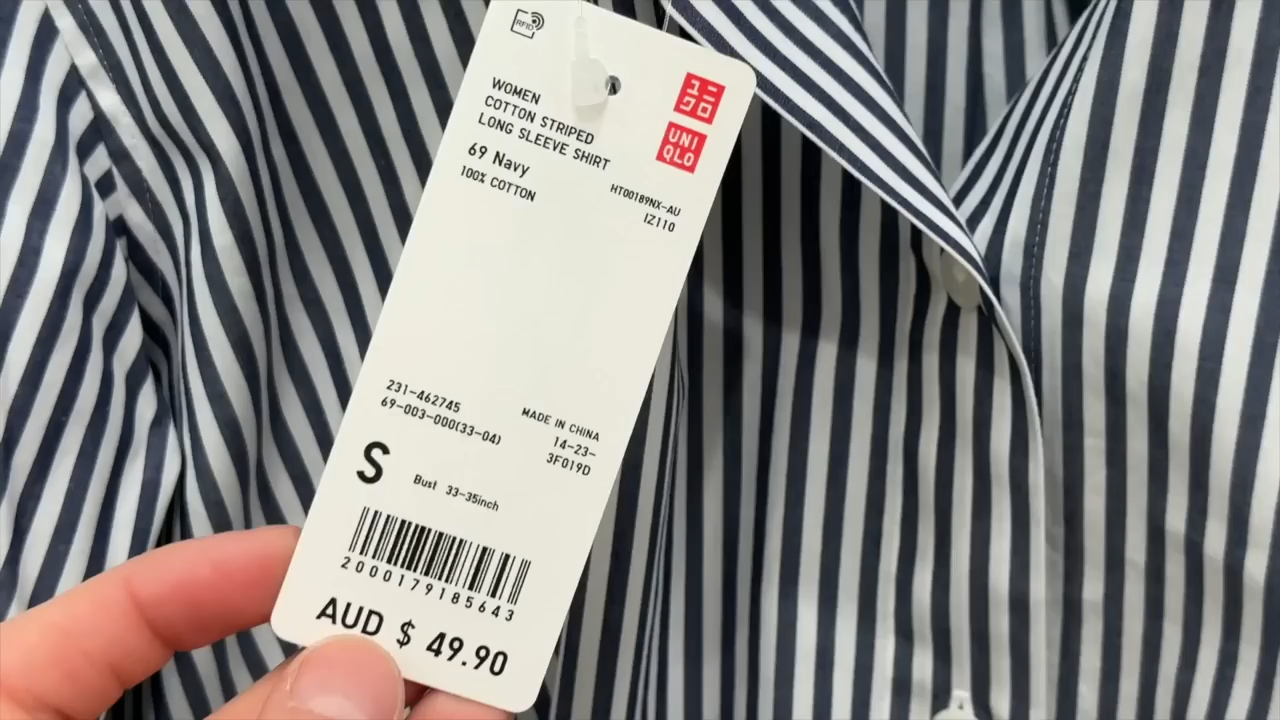 RFID
ユニ
クロ
UNI
QLO
WOMEN
COTTON STRIPED
LONG SLEEVE SHIRT
69 Navy
100% COTTON
HT00189NX-AU
IZ110
231-462745
69-003-000(33-04)
MADE IN CHINA
14-23-
3F019D
S
Bust 33-35inch
2000179185643
AUD $ 49.90